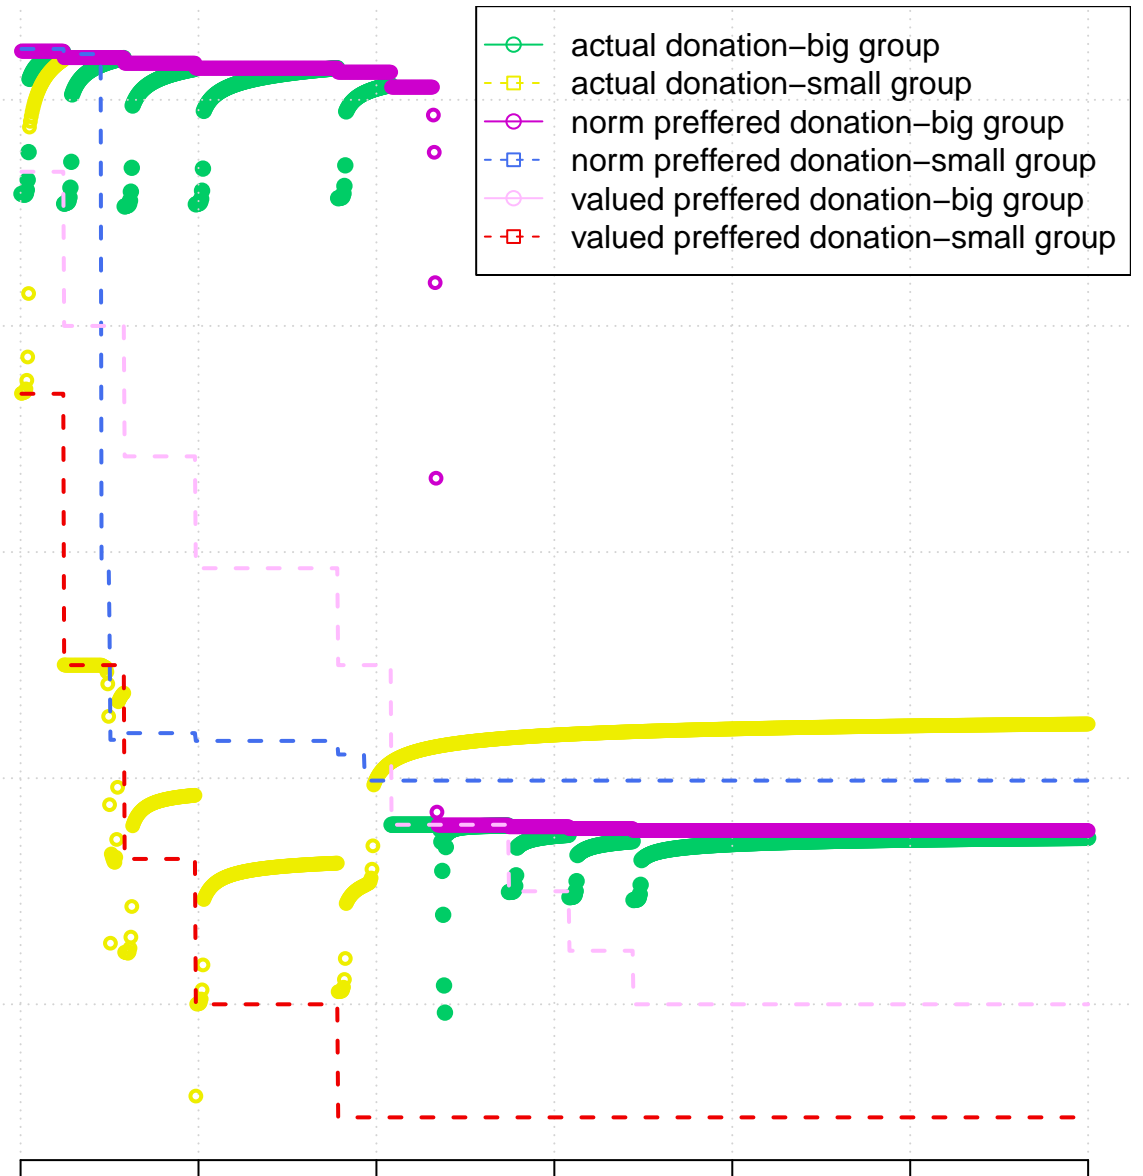 actual donation−big group
actual donation−small group
norm preffered donation−big group
norm preffered donation−small group
valued preffered donation−big group
valued preffered donation−small group